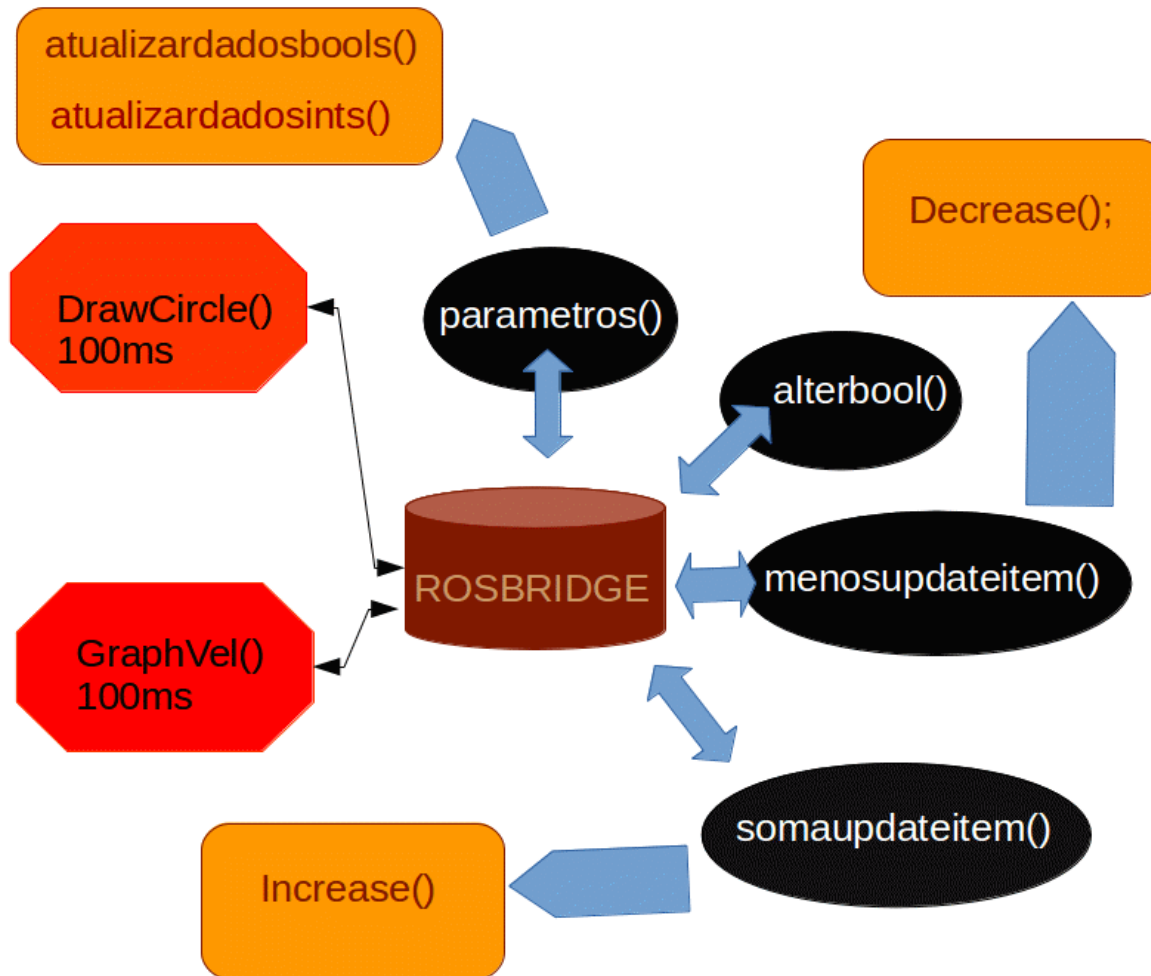 atualizardadosbools()
atualizardadosints()
Decrease();
DrawCircle()
100ms
parametros()
alterbool()
ROSBRIDGE
menosupdateitem()
GraphVel()
100ms
somaupdateitem()
Increase()